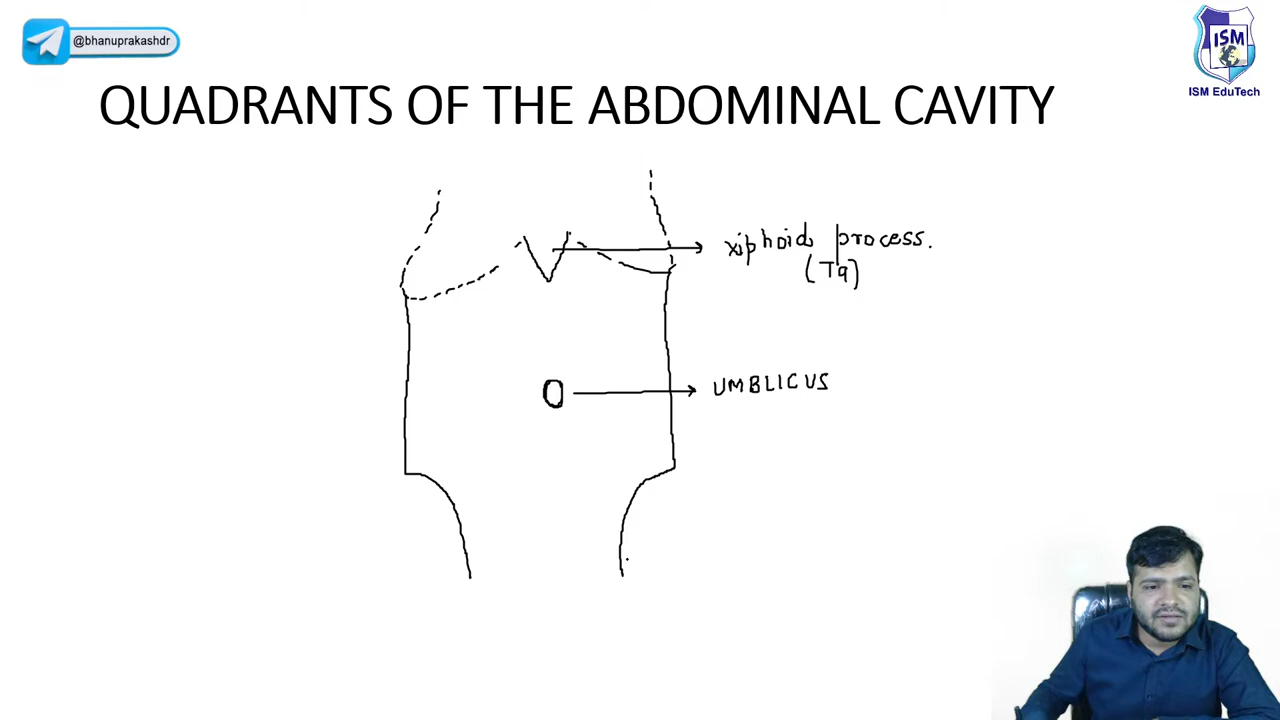 @bhanuprakashdr
ISM
ISM EduTech
QUADRANTS OF THE ABDOMINAL CAVITY
xiphoid process.
(T9)
UMBLICUS